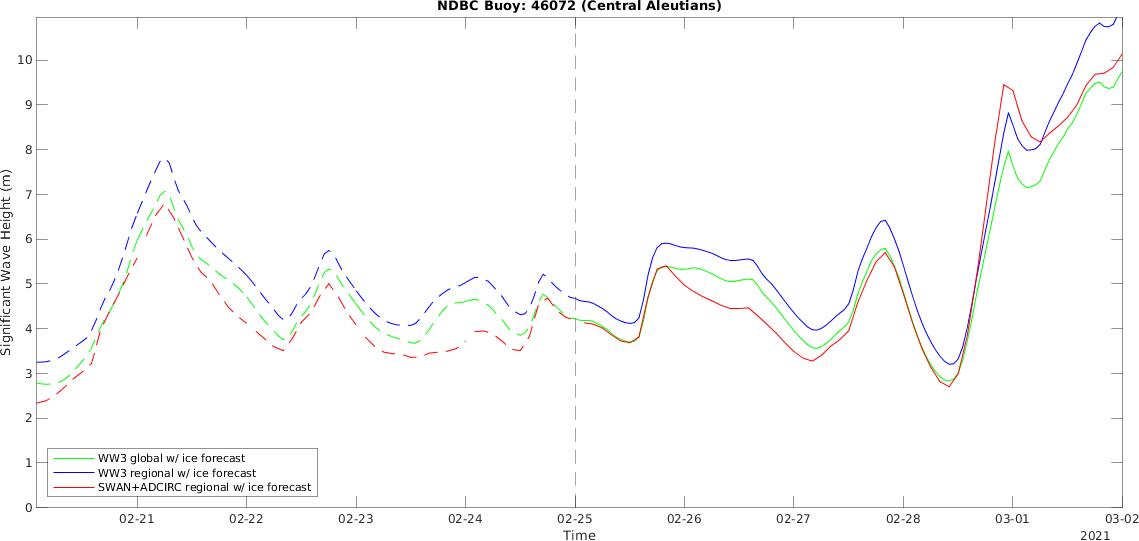 NDBC Buoy: 46072 (Central Aleutians)
Significant Wave Height (m)
10
9
8
7
6
5
4
3
2
1
0
WW3 global w/ ice forecast
WW3 regional w/ ice forecast
SWAN+ADCIRC regional w/ ice forecast
02-21 02-22 02-23 02-24 02-25 02-26 02-27 02-28 03-01 03-02
Time
2021